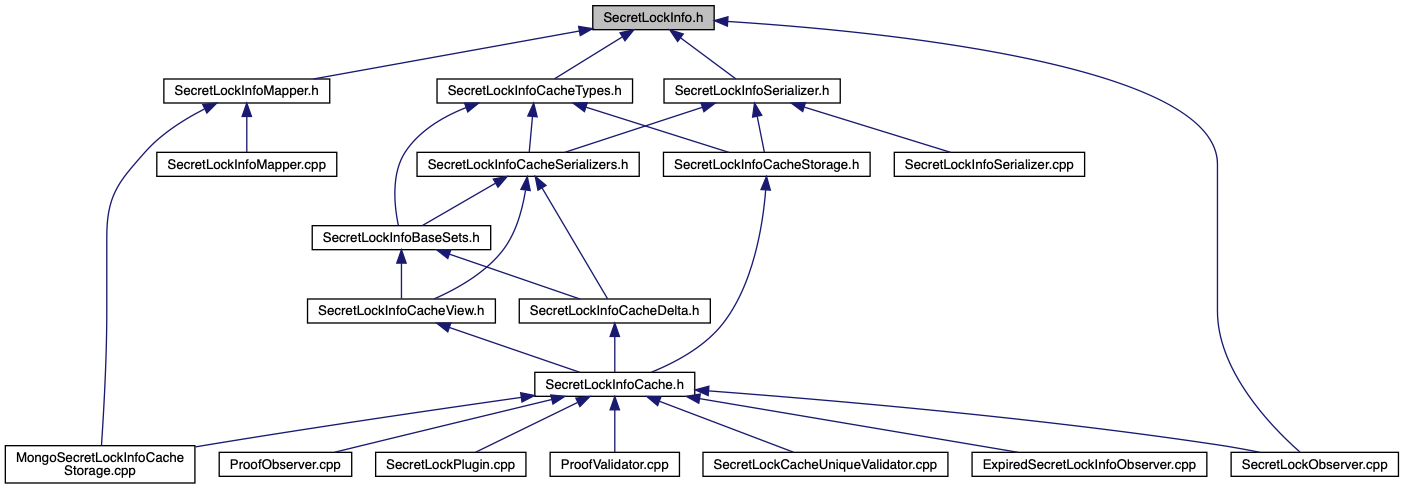 SecretLockInfo.h
SecretLockInfoMapper.h
SecretLockInfoCacheTypes.h
SecretLockInfoSerializer.h
SecretLockInfoMapper.cpp
SecretLockInfoCacheSerializers.h
SecretLockInfoCacheStorage.h
SecretLockInfoSerializer.cpp
SecretLockInfoBaseSets.h
SecretLockInfoCacheView.h
SecretLockInfoCacheDelta.h
SecretLockInfoCache.h
MongoSecretLockInfoCache
Storage.cpp
ProofObserver.cpp
SecretLockPlugin.cpp
ProofValidator.cpp
SecretLockCacheUniqueValidator.cpp
ExpiredSecretLockInfoObserver.cpp
SecretLockObserver.cpp